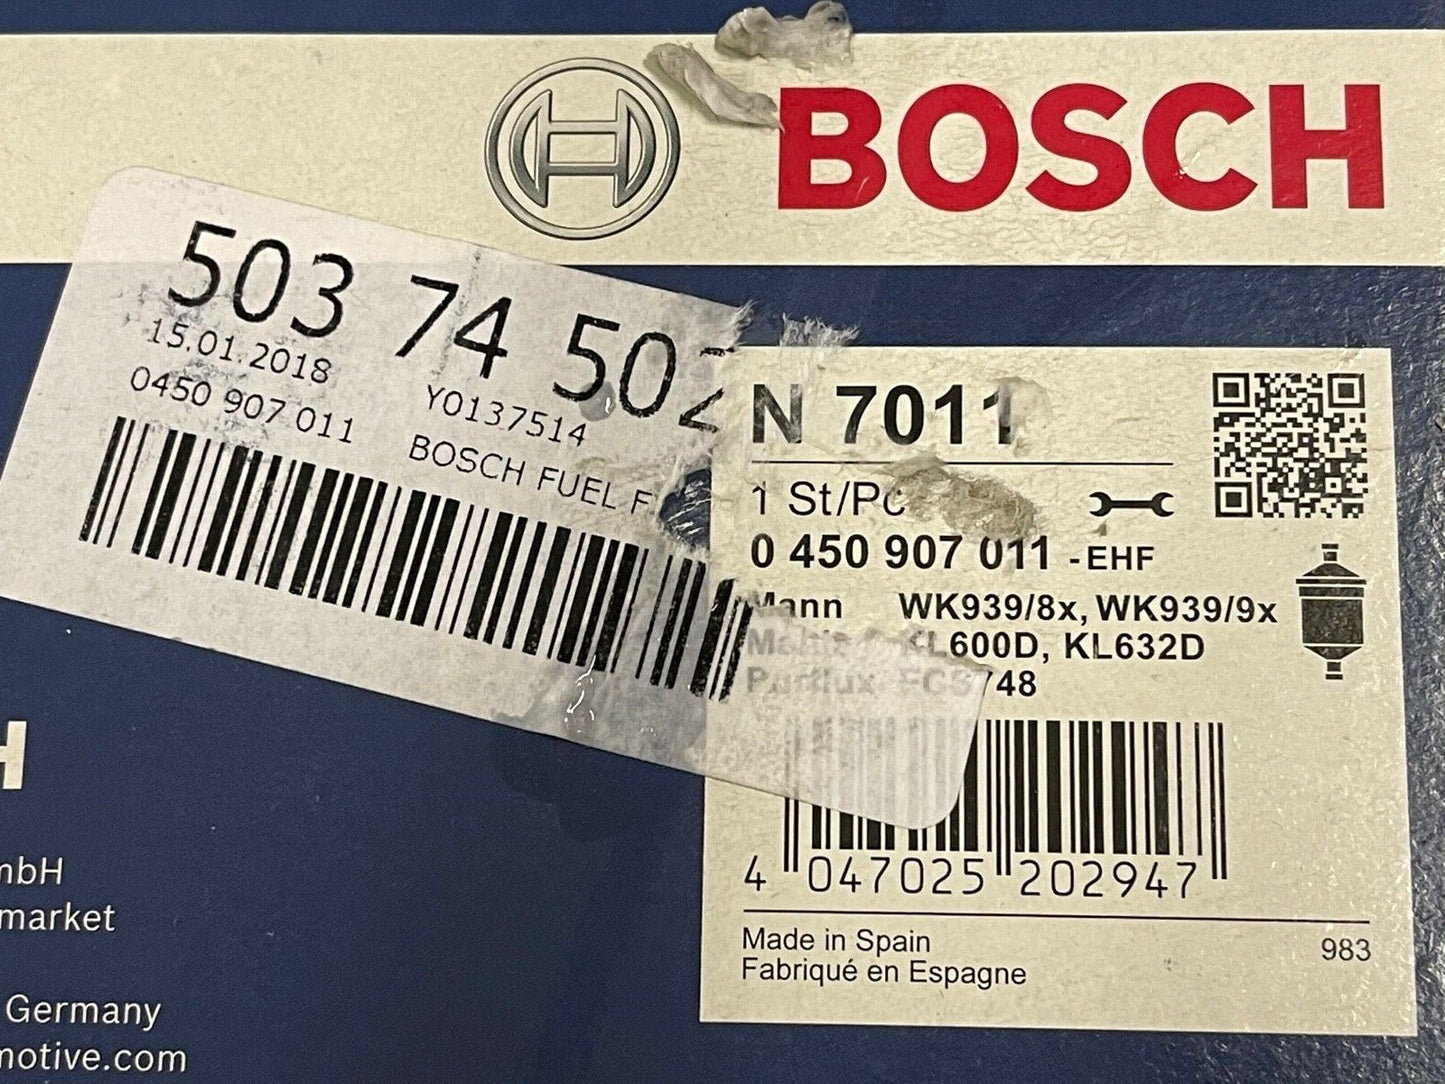 BOSCH
503 74 502
15.01.2018
0450 907 011
Y0137514
BOSCH FUEL F
N 7011
1 St/Pc
0 450 907 011 -EHF
Mann WK939/8x, WK939/9x
KL600D, KL632D
Purflux
4 047025 202947
Made in Spain
Fabriqué en Espagne
983
H
mbH
market
Germany
motive.com